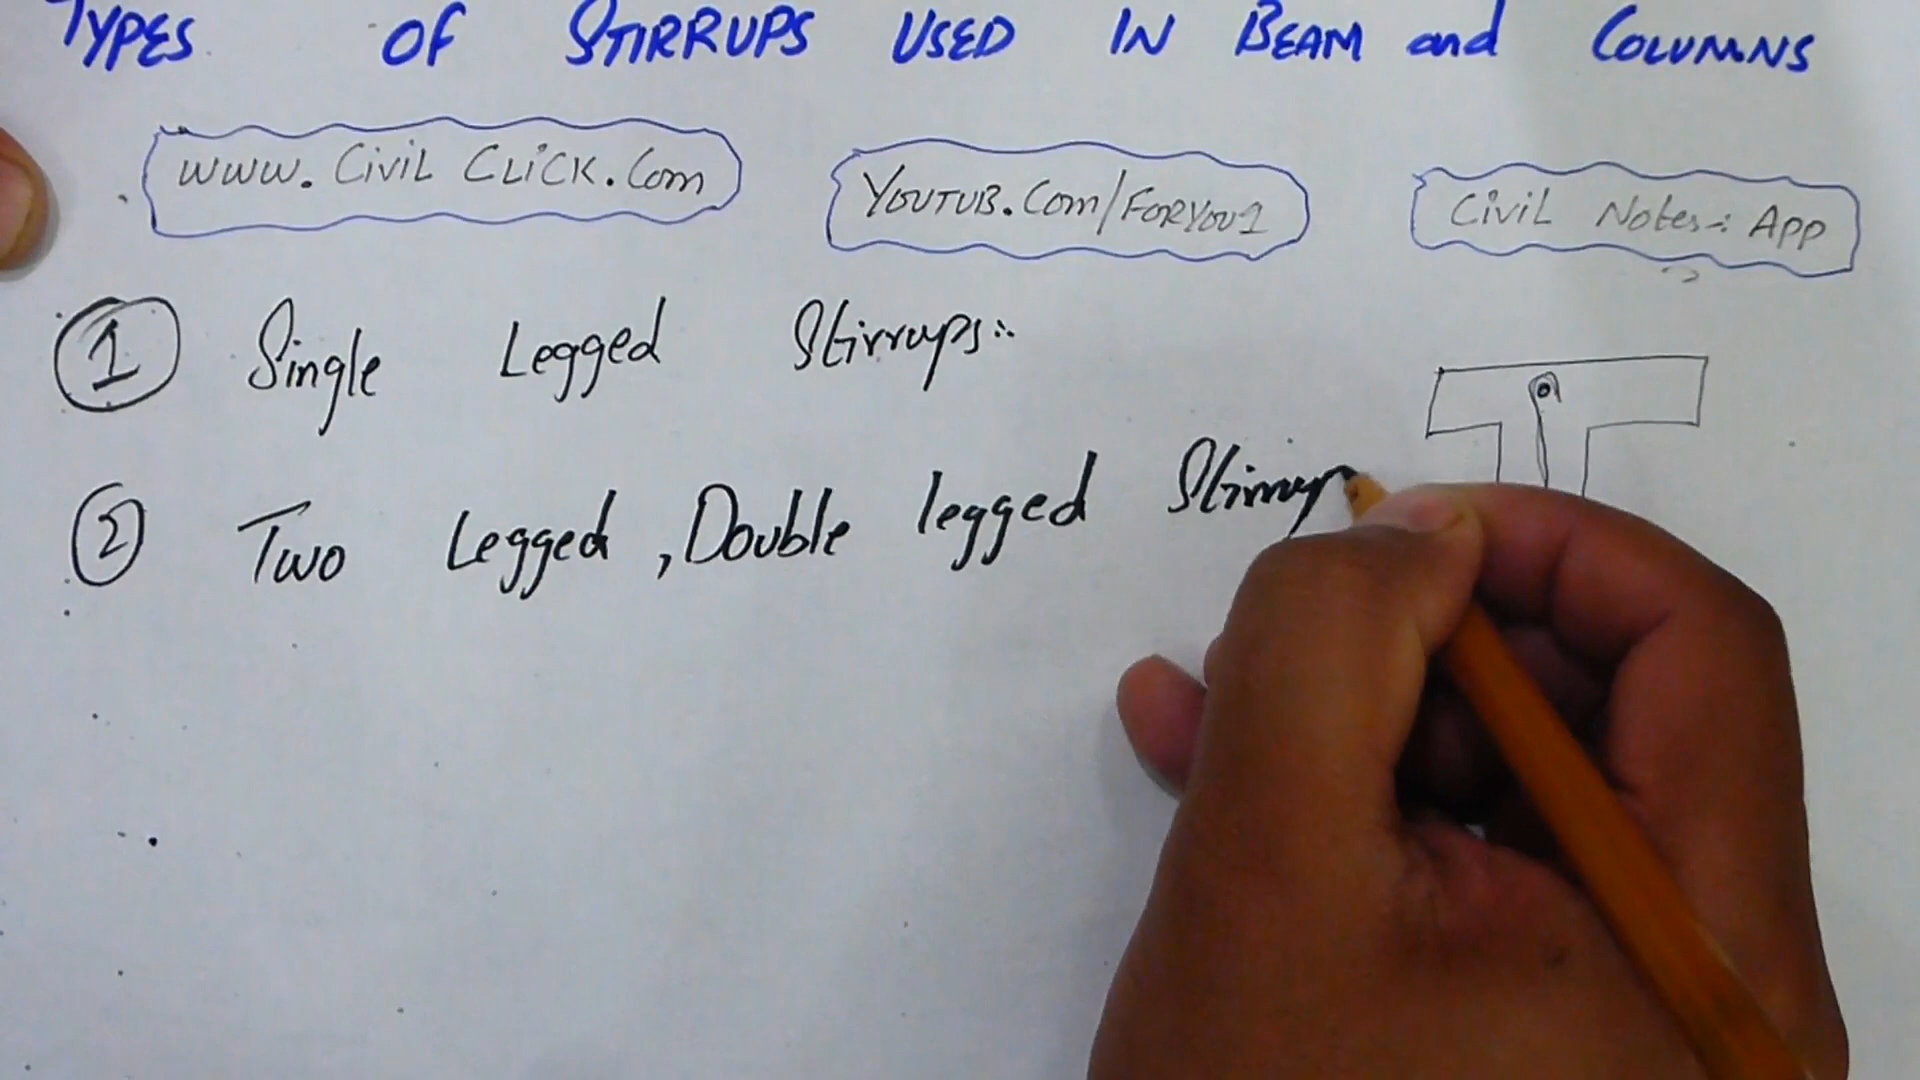 TYPES OF STIRRUPS USED IN BEAM and COLUMNS
www. CiviL CLiCK.Com
YOUTUB.Com/FORYOU1
CiviL Notes-: App
1 Single Legged Stirrups:-
2 Two Legged, Double legged Stirrup